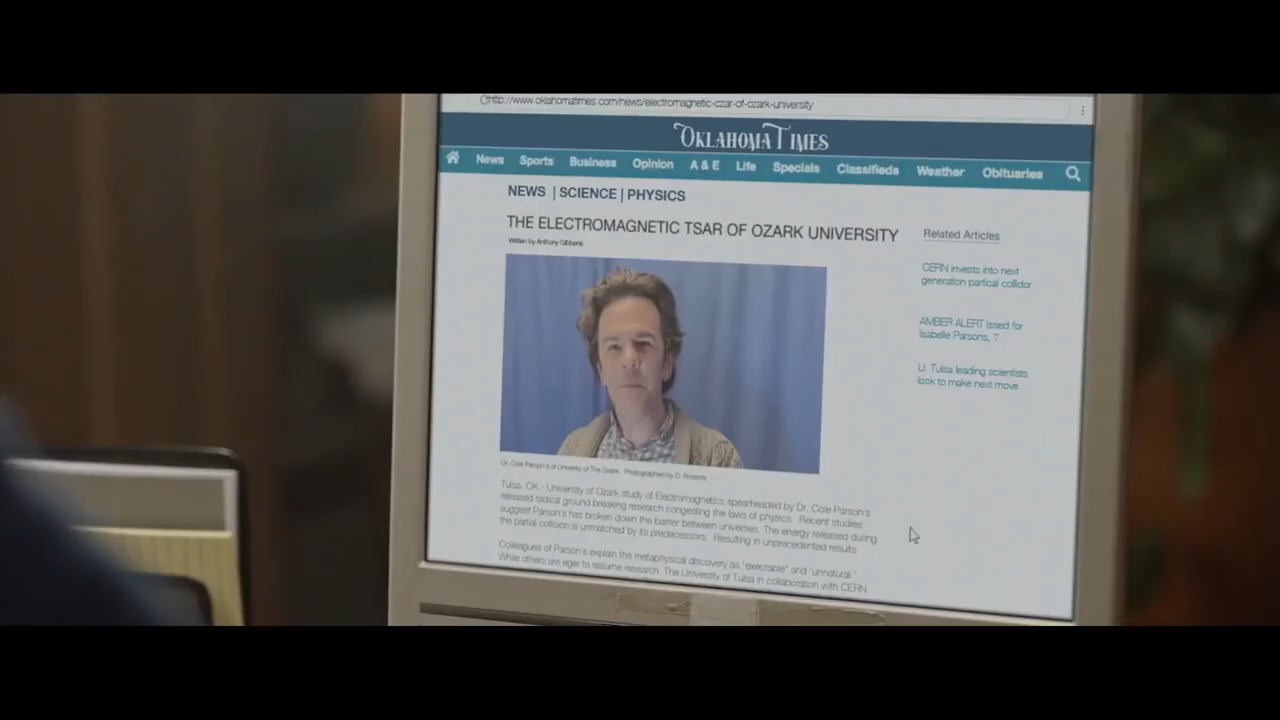 http://www.oklahomatimes.com/news/electromagnetic-czar-of-ozark-university
OKLAHOMA TIMES
News Sports Business Opinion A & E Life Specials Classifieds Weather Obituaries
NEWS | SCIENCE | PHYSICS
THE ELECTROMAGNETIC TSAR OF OZARK UNIVERSITY
Written by Anthony Gibbens
Dr. Cole Parson's of University of The Ozark. Photographed by D. Roberts
Tulsa, OK - University of Ozark study of Electromagnetics spearheaded by Dr. Cole Parson's
released radical ground breaking research congesting the laws of physics. Recent studies
suggest Parson's has broken down the barrier between universes. The energy released during
the partical collision is unmatched by its predecessors. Resulting in unprecedented results
Colleagues of Parson's explain the metaphysical discovery as "execrable" and "unnatural."
While others are eger to resume research. The University of Tulsa in collaboration with CERN
Related Articles
CERN invests into next
generation partical collidor
AMBER ALERT Issed for
Isabelle Parsons, 7
U. Tulsa leading scientists
look to make next move